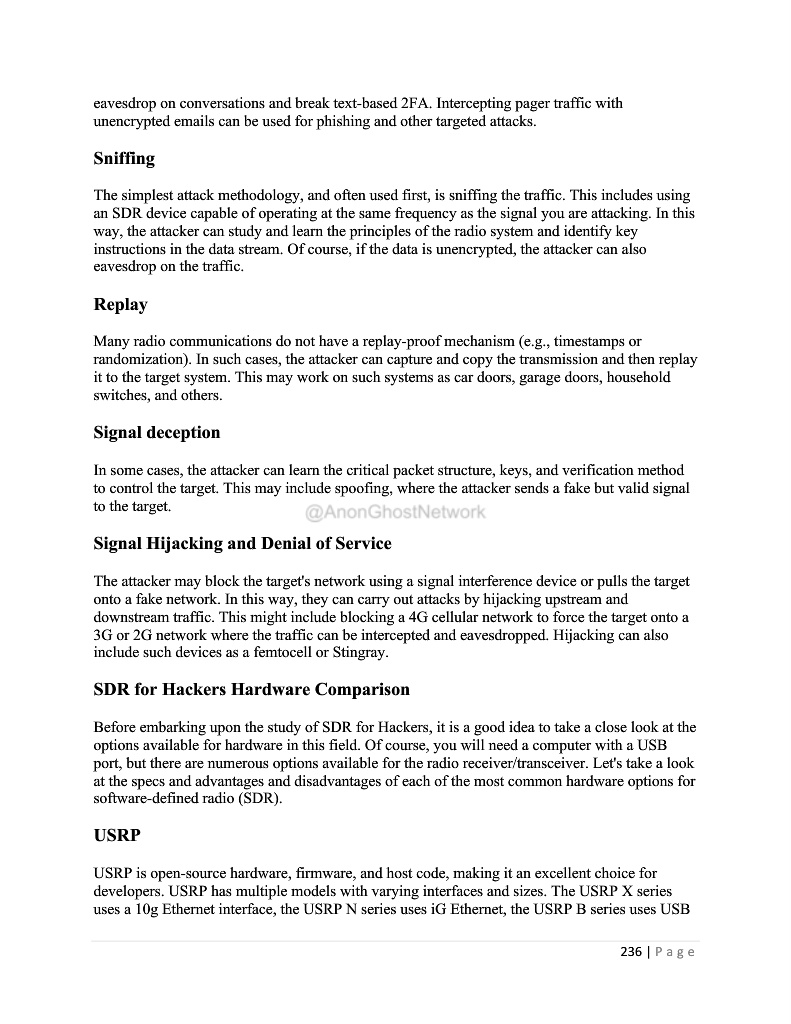 eavesdrop on conversations and break text-based 2FA. Intercepting pager traffic with
unencrypted emails can be used for phishing and other targeted attacks.
Sniffing
The simplest attack methodology, and often used first, is sniffing the traffic. This includes using
an SDR device capable of operating at the same frequency as the signal you are attacking. In this
way, the attacker can study and learn the principles of the radio system and identify key
instructions in the data stream. Of course, if the data is unencrypted, the attacker can also
eavesdrop on the traffic.
Replay
Many radio communications do not have a replay-proof mechanism (e.g., timestamps or
randomization). In such cases, the attacker can capture and copy the transmission and then replay
it to the target system. This may work on such systems as car doors, garage doors, household
switches, and others.
Signal deception
In some cases, the attacker can learn the critical packet structure, keys, and verification method
to control the target. This may include spoofing, where the attacker sends a fake but valid signal
to the target.
@AnonGhostNetwork
Signal Hijacking and Denial of Service
The attacker may block the target's network using a signal interference device or pulls the target
onto a fake network. In this way, they can carry out attacks by hijacking upstream and
downstream traffic. This might include blocking a 4G cellular network to force the target onto a
3G or 2G network where the traffic can be intercepted and eavesdropped. Hijacking can also
include such devices as a femtocell or Stingray.
SDR for Hackers Hardware Comparison
Before embarking upon the study of SDR for Hackers, it is a good idea to take a close look at the
options available for hardware in this field. Of course, you will need a computer with a USB
port, but there are numerous options available for the radio receiver/transceiver. Let's take a look
at the specs and advantages and disadvantages of each of the most common hardware options for
software-defined radio (SDR).
USRP
USRP is open-source hardware, firmware, and host code, making it an excellent choice for
developers. USRP has multiple models with varying interfaces and sizes. The USRP X series
uses a 10g Ethernet interface, the USRP N series uses iG Ethernet, the USRP B series uses USB
236 | Page